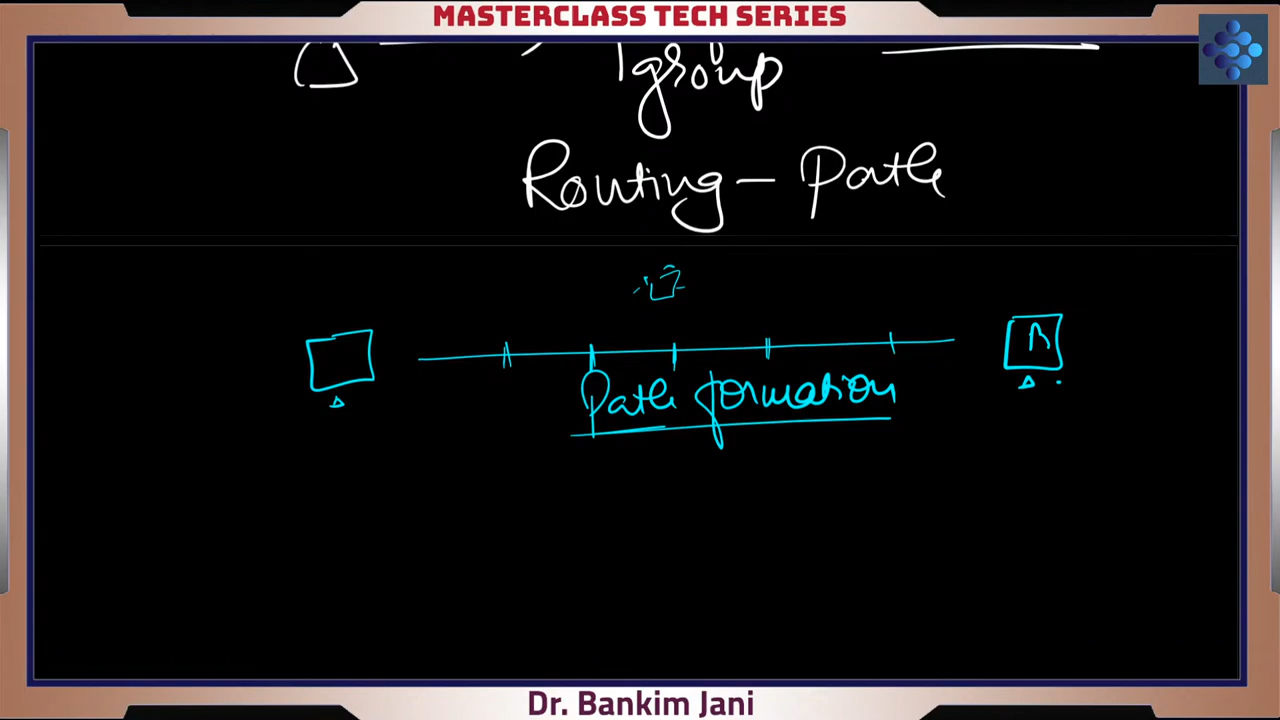 MASTERCLASS TECH SERIES
group
Routing - Path
Path formation
Dr. Bankim Jani